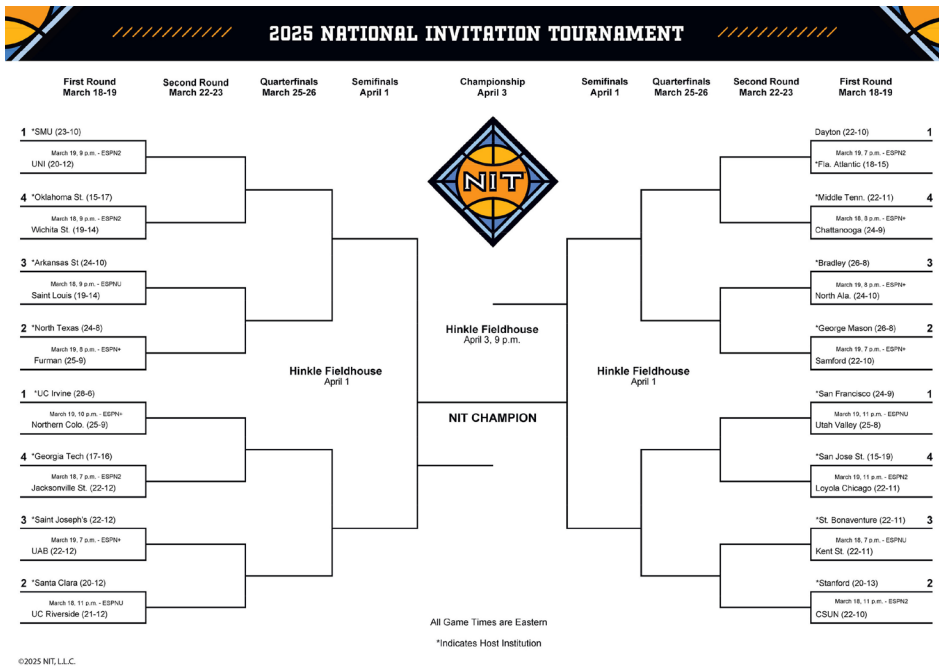 2025 NATIONAL INVITATION TOURNAMENT
First Round
March 18-19
Second Round
March 22-23
Quarterfinals
March 25-26
Semifinals
April 1
Championship
April 3
Semifinals
April 1
Quarterfinals
March 25-26
Second Round
March 22-23
First Round
March 18-19
1 *SMU (23-10)
March 19, 9 p.m. - ESPN2
UNI (20-12)
4 *Oklahoma St. (15-17)
March 18, 9 p.m. - ESPN2
Wichita St. (19-14)
3 *Arkansas St (24-10)
March 18, 9 p.m. - ESPNU
Saint Louis (19-14)
2 *North Texas (24-8)
March 19, 8 p.m. - ESPN+
Furman (25-9)
1 *UC Irvine (28-6)
March 19, 10 p.m. - ESPN+
Northern Colo. (25-9)
4 *Georgia Tech (17-16)
March 18, 7 p.m. - ESPN2
Jacksonville St. (22-12)
3 *Saint Joseph's (22-12)
March 19, 7 p.m. - ESPN+
UAB (22-12)
2 *Santa Clara (20-12)
March 18, 11 p.m. - ESPNU
UC Riverside (21-12)
Hinkle Fieldhouse
April 1
NIT
Hinkle Fieldhouse
April 3, 9 p.m.
NIT CHAMPION
Hinkle Fieldhouse
April 1
Dayton (22-10) 1
March 19, 7 p.m. - ESPN2
*Fla. Atlantic (18-15)
*Middle Tenn. (22-11) 4
March 18, 8 p.m. - ESPN+
Chattanooga (24-9)
*Bradley (26-8) 3
March 19, 8 p.m. - ESPN+
North Ala. (24-10)
*George Mason (26-8) 2
March 19, 7 p.m. - ESPN+
Samford (22-10)
*San Francisco (24-9) 1
March 19, 11 p.m. - ESPNU
Utah Valley (25-8)
*San Jose St. (15-19) 4
March 19, 11 p.m. - ESPN2
Loyola Chicago (22-11)
*St. Bonaventure (22-11) 3
March 18, 7 p.m. - ESPNU
Kent St. (22-11)
*Stanford (20-13) 2
March 18, 11 p.m. - ESPN2
CSUN (22-10)
All Game Times are Eastern
*Indicates Host Institution
©2025 NIT, L.L.C.